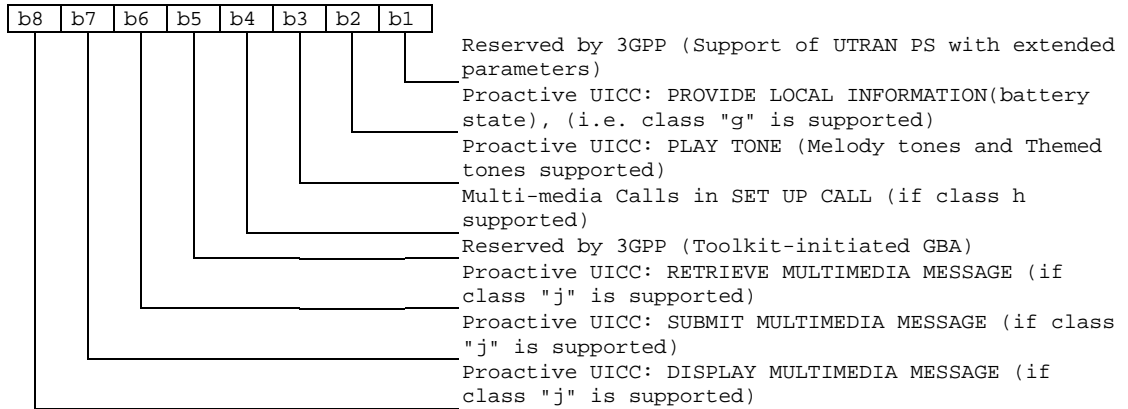 b8 b7 b6 b5 b4 b3 b2 b1
Reserved by 3GPP (Support of UTRAN PS with extended
parameters)
Proactive UICC: PROVIDE LOCAL INFORMATION(battery
state), (i.e. class "g" is supported)
Proactive UICC: PLAY TONE (Melody tones and Themed
tones supported)
Multi-media Calls in SET UP CALL (if class h
supported)
Reserved by 3GPP (Toolkit-initiated GBA)
Proactive UICC: RETRIEVE MULTIMEDIA MESSAGE (if
class "j" is supported)
Proactive UICC: SUBMIT MULTIMEDIA MESSAGE (if class
"j" is supported)
Proactive UICC: DISPLAY MULTIMEDIA MESSAGE (if
class "j" is supported)